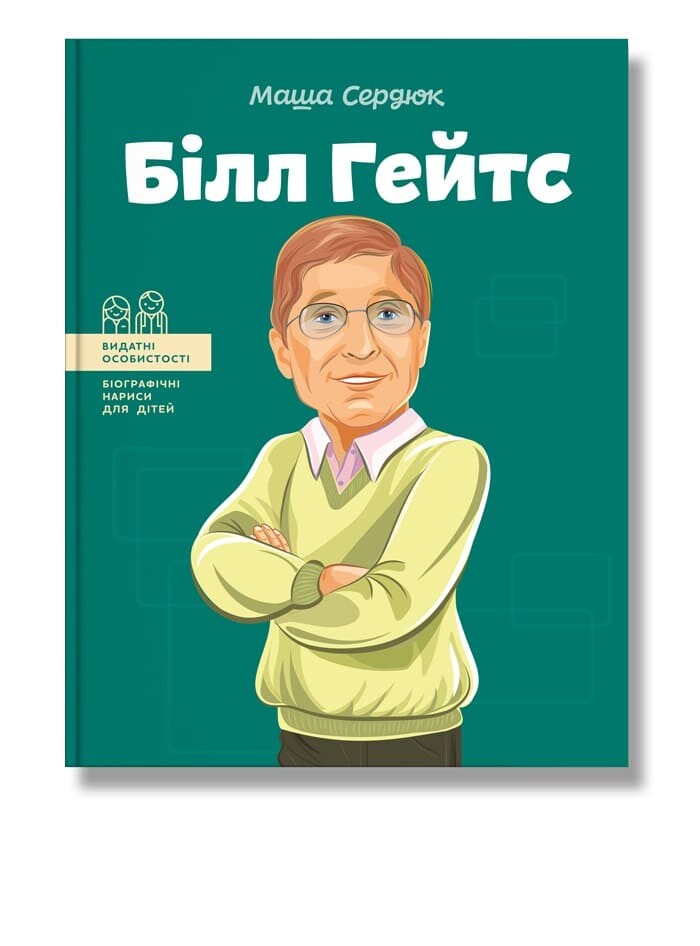 Маша Сердюк
Білл Гейтс
ВИДАТНІ
ОСОБИСТОСТІ
БІОГРАФІЧНІ
НАРИСИ
ДЛЯ ДІТЕЙ